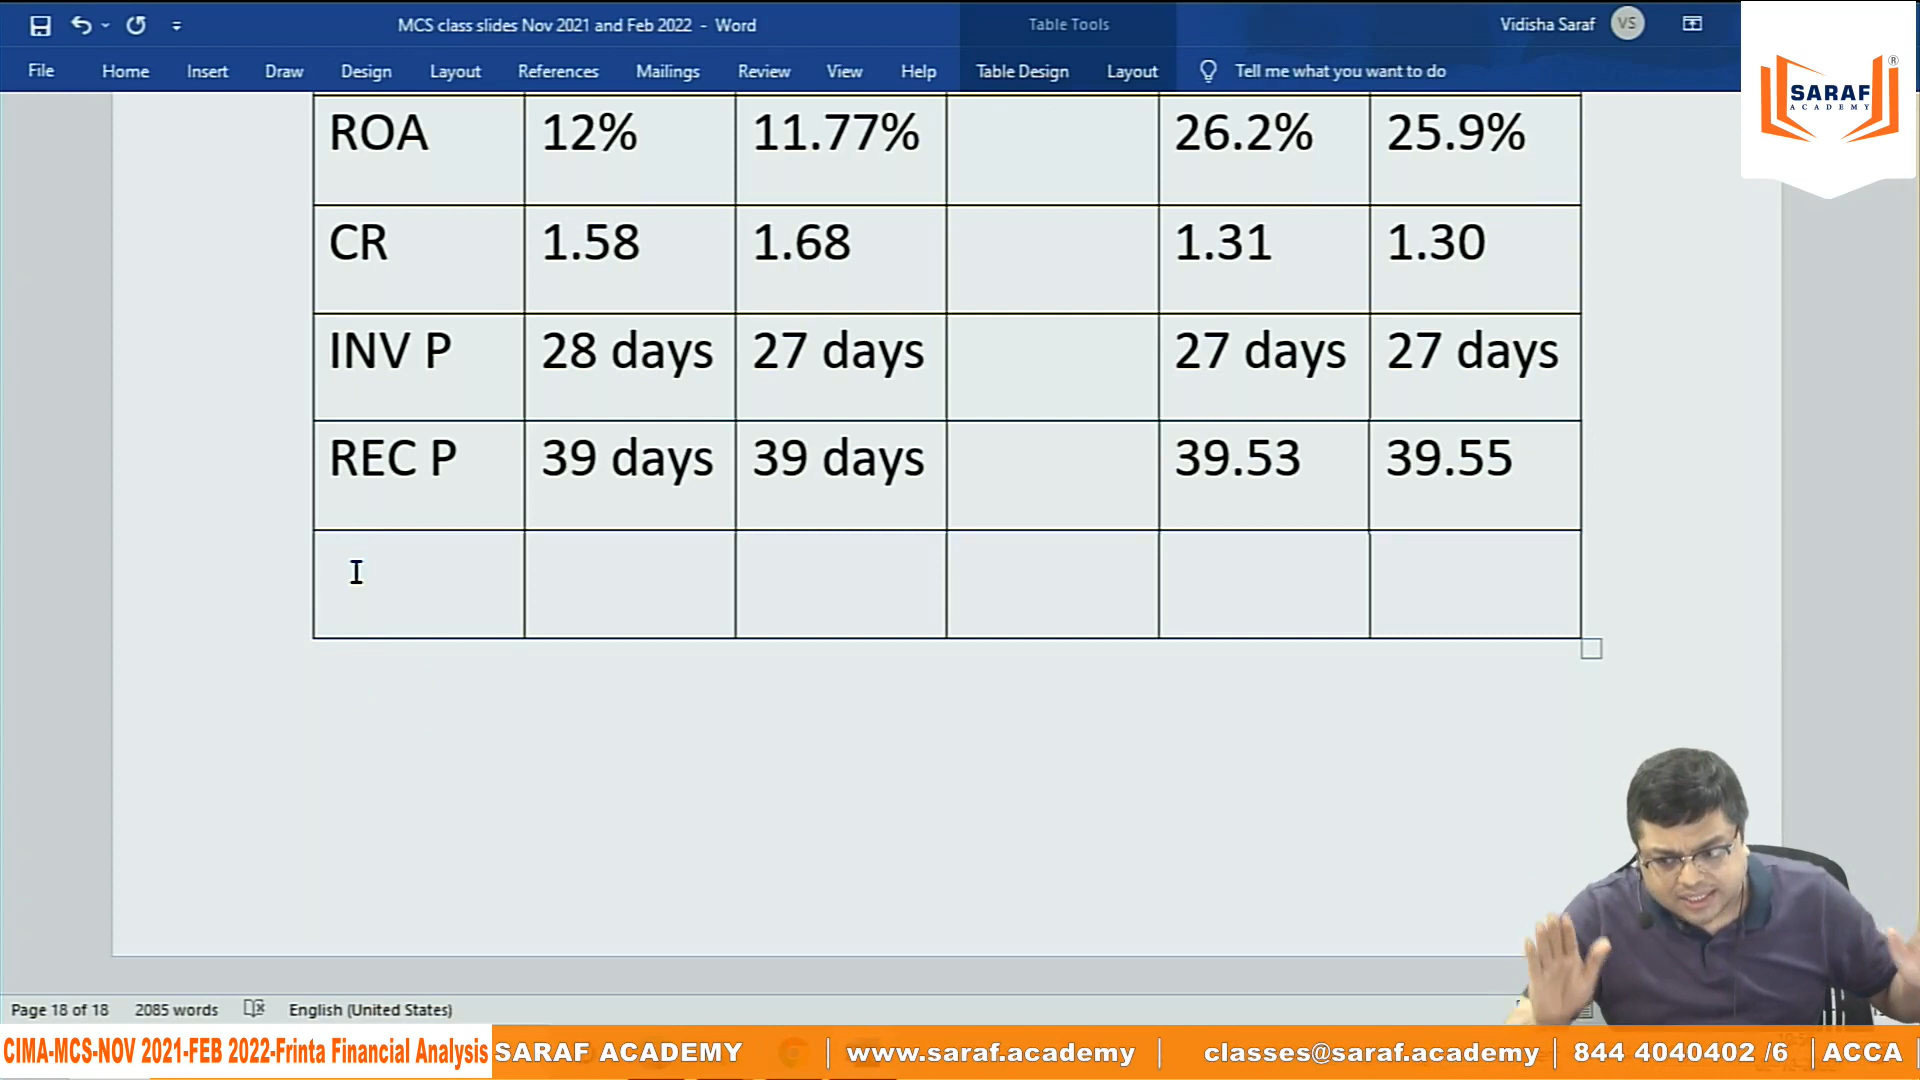 MCS class slides Nov 2021 and Feb 2022 - Word
Table Tools
Vidisha Saraf
VS
File Home Insert Draw Design Layout References Mailings Review View Help Table Design Layout Tell me what you want to do
SARAF
ACADEMY
®
ROA 12% 11.77% 26.2% 25.9%
CR 1.58 1.68 1.31 1.30
INV P 28 days 27 days 27 days 27 days
REC P 39 days 39 days 39.53 39.55
Page 18 of 18 2085 words English (United States)
CIMA-MCS-NOV 2021-FEB 2022-Frinta Financial Analysis SARAF ACADEMY | www.saraf.academy | classes@saraf.academy | 844 4040402 /6 | ACCA